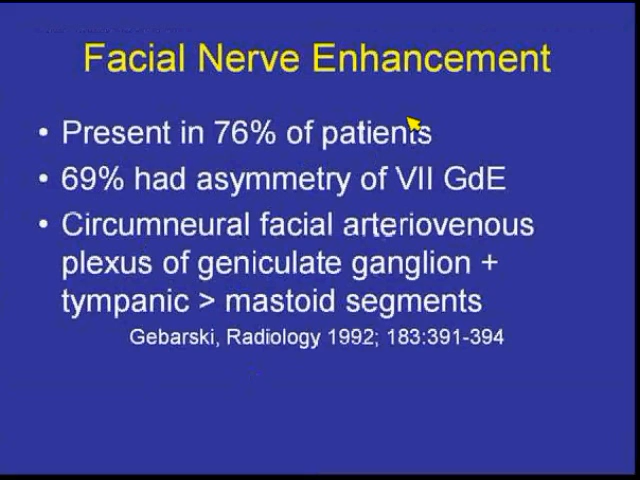 Facial Nerve Enhancement
• Present in 76% of patients
• 69% had asymmetry of VII GdE
• Circumneural facial arteriovenous
plexus of geniculate ganglion +
tympanic > mastoid segments
Gebarski, Radiology 1992; 183:391-394